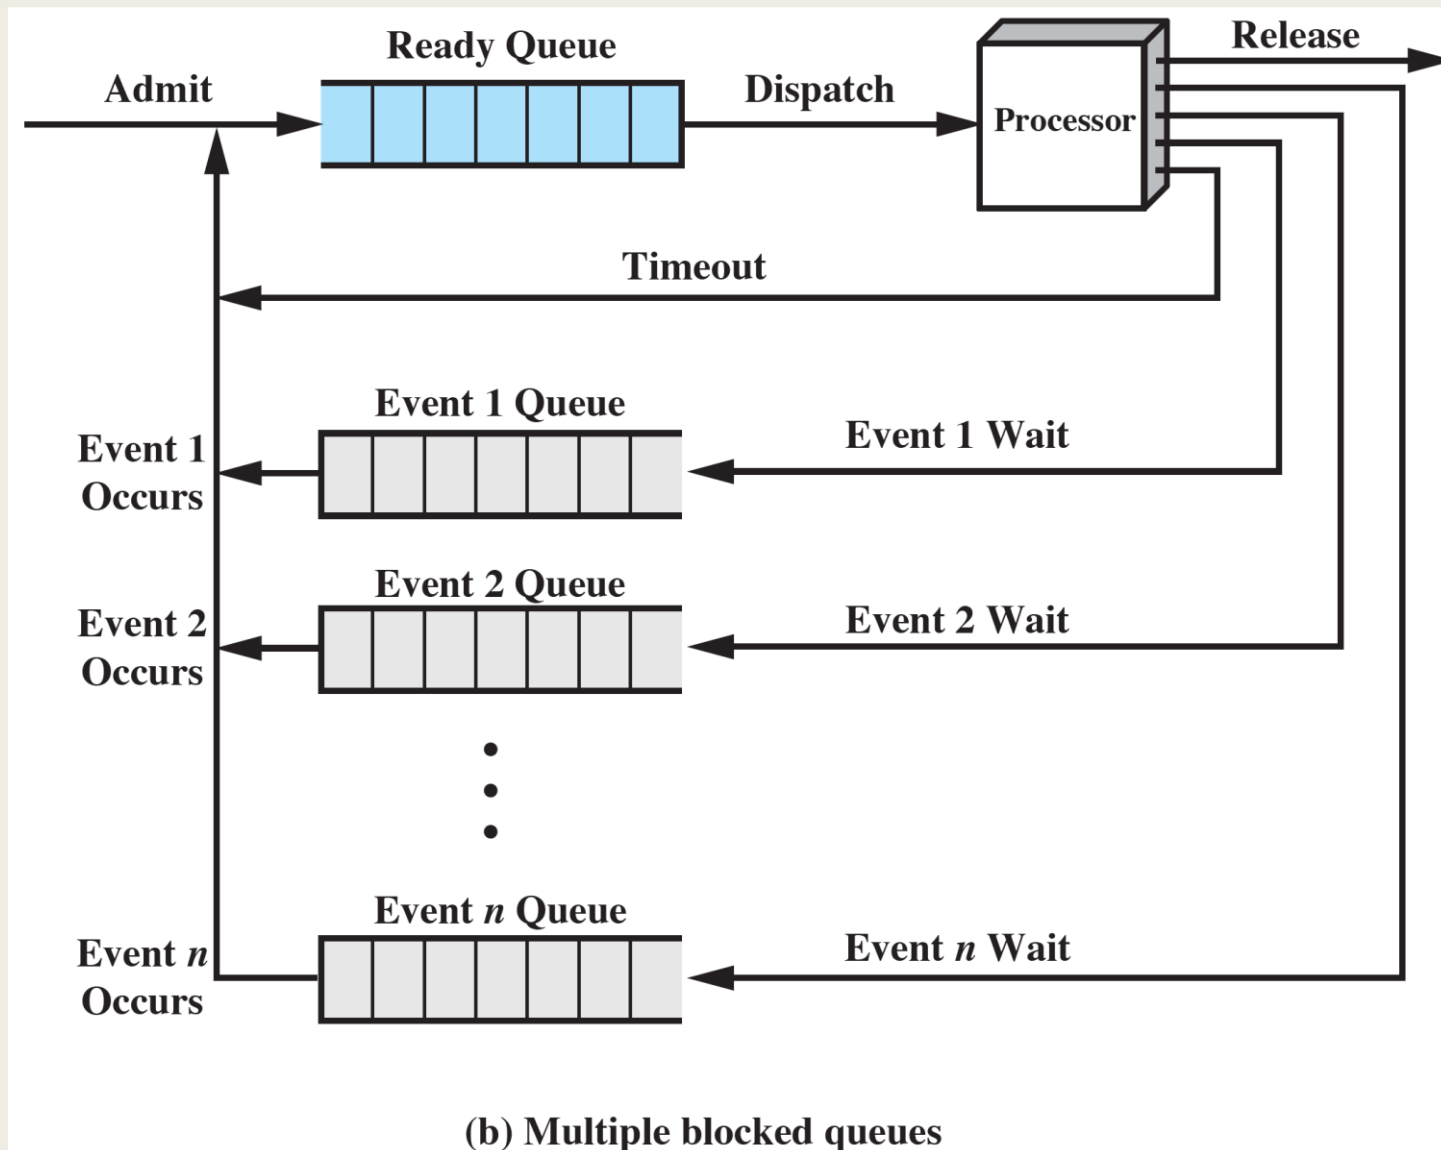 Ready Queue
Release
Admit
Dispatch
Processor
Timeout
Event 1 Queue
Event 1
Occurs
Event 1 Wait
Event 2 Queue
Event 2
Occurs
Event 2 Wait
Event n Queue
Event n
Occurs
Event n Wait
(b) Multiple blocked queues